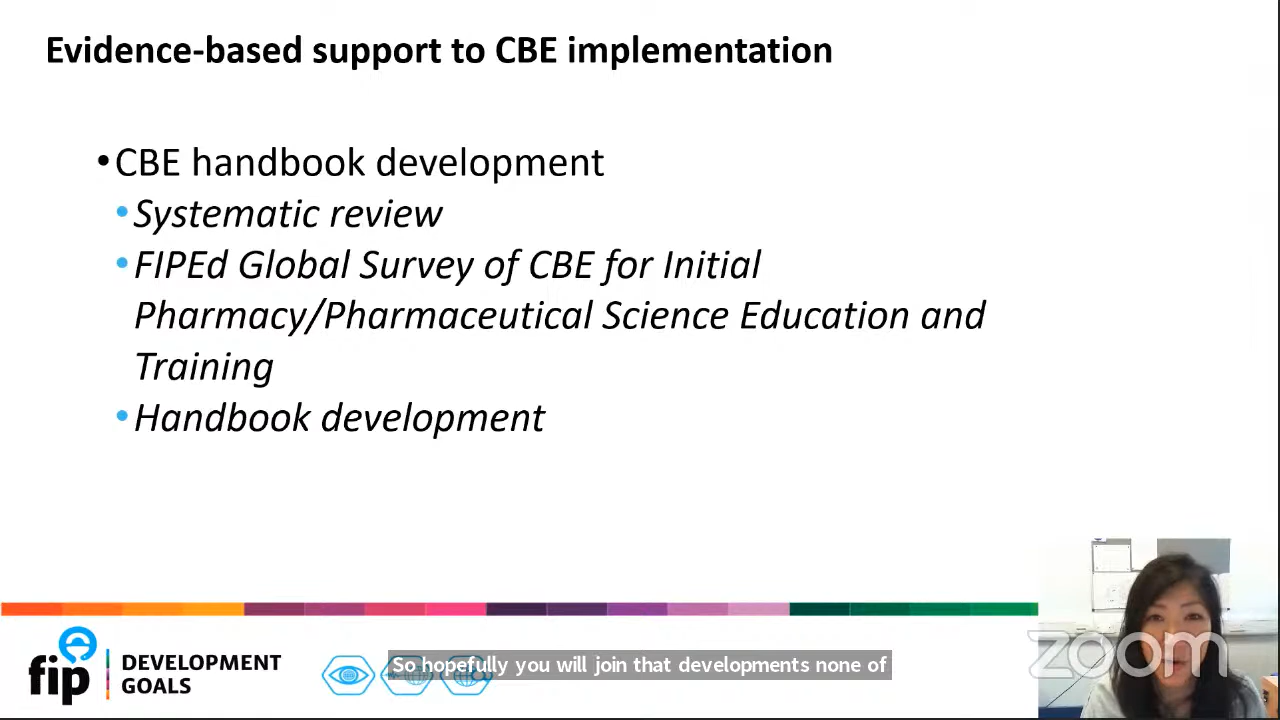 Evidence-based support to CBE implementation
•CBE handbook development
•Systematic review
•FIPEd Global Survey of CBE for Initial
Pharmacy/Pharmaceutical Science Education and
Training
•Handbook development
fip
DEVELOPMENT
GOALS
So hopefully you will join that developments none of
zoom